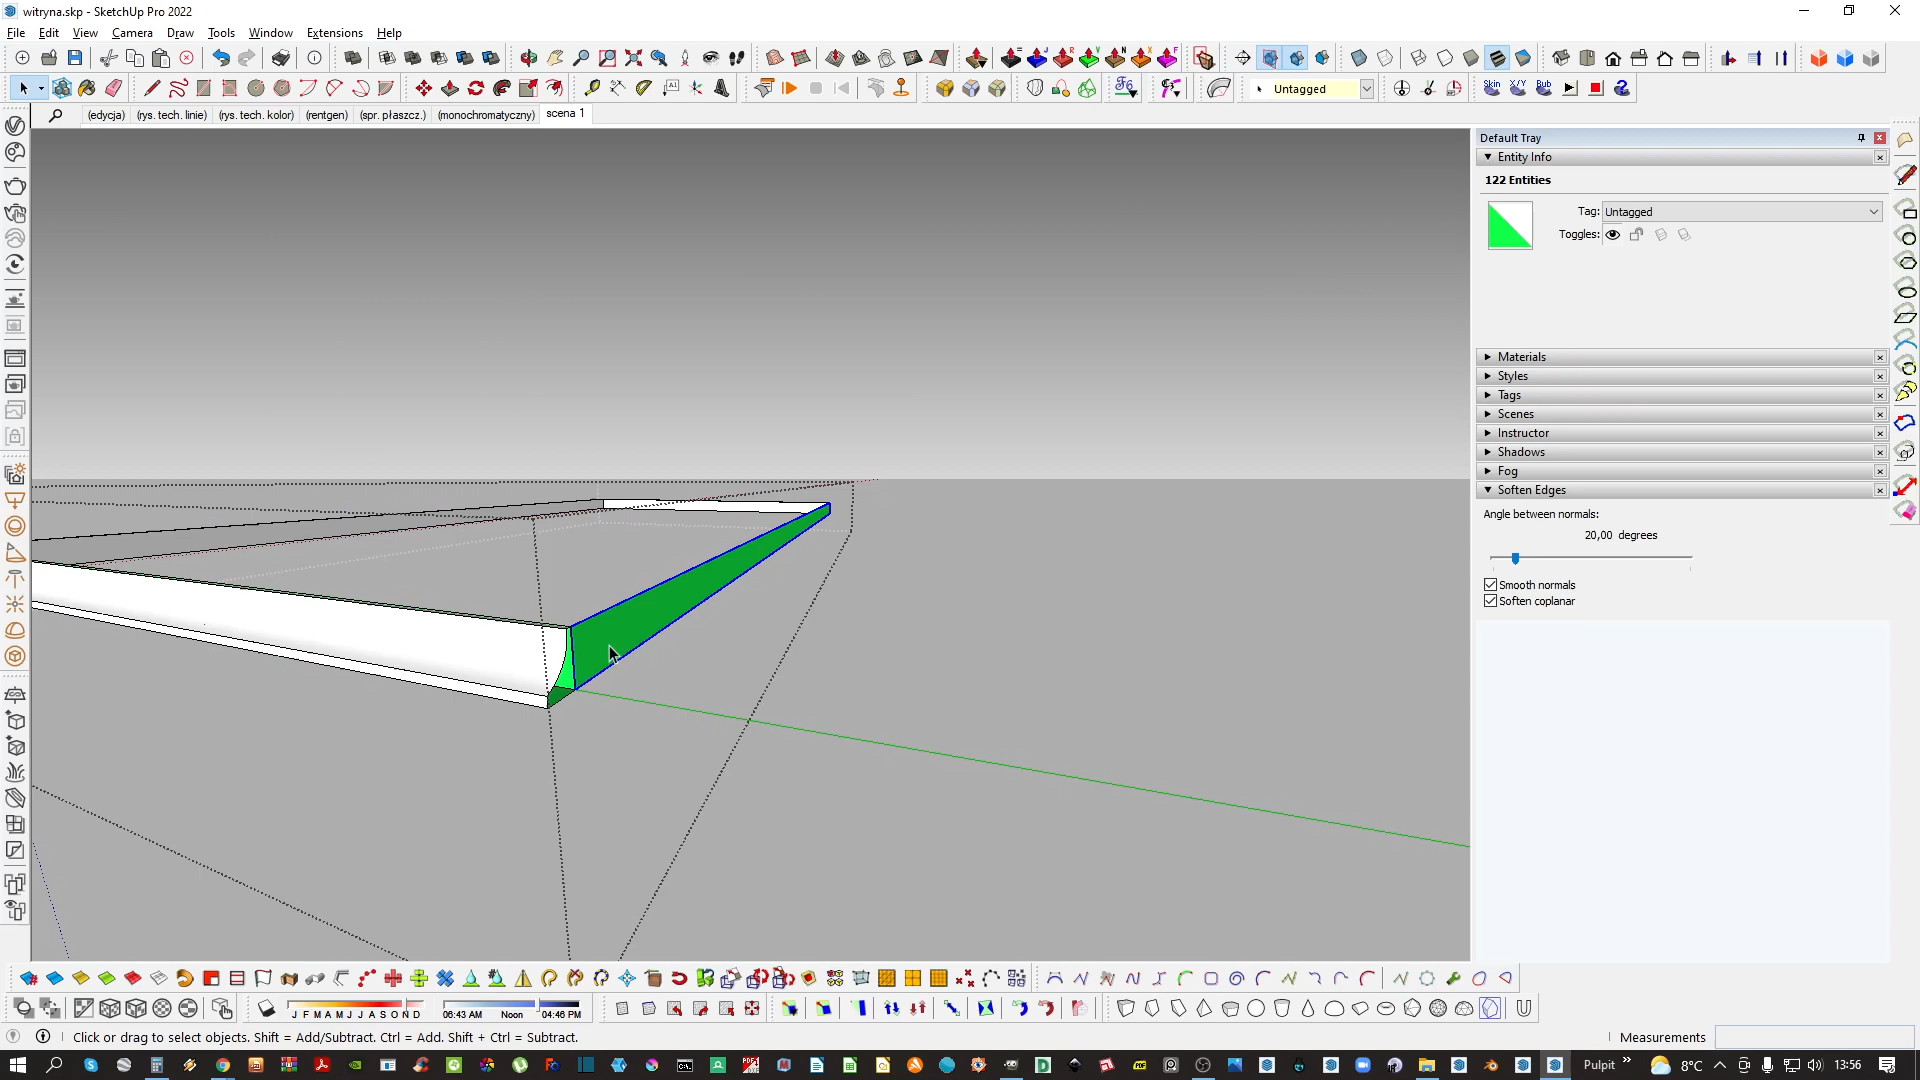 witryna.skp - SketchUp Pro 2022
File Edit View Camera Draw Tools Window Extensions Help
Untagged
Skin X/Y Bub
(edycja) (rys. tech. linie) (rys. tech. kolor) (rentgen) (spr. płaszcz.) (monochromatyczny) scena 1
Default Tray
Entity Info
122 Entities
Tag: Untagged
Toggles:
Materials
Styles
Tags
Scenes
Instructor
Shadows
Fog
Soften Edges
Angle between normals:
20,00 degrees
Smooth normals
Soften coplanar
J F M A M J J A S O N D
06:43 AM Noon 04:46 PM
Click or drag to select objects. Shift = Add/Subtract. Ctrl = Add. Shift + Ctrl = Subtract.
Measurements
Pulpit
8°C
13:56